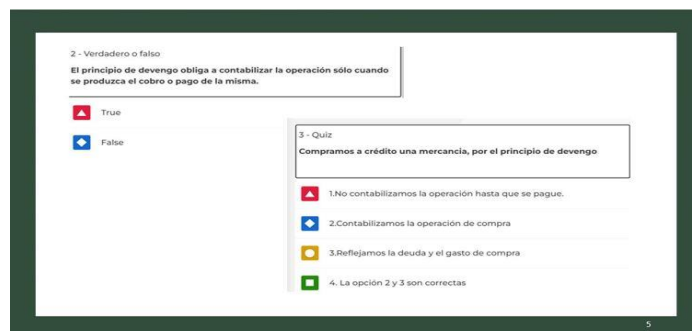 2 - Verdadero o falso
El principio de devengo obliga a contabilizar la operación sólo cuando
se produzca el cobro o pago de la misma.
True
False
3 - Quiz
Compramos a crédito una mercancia, por el principio de devengo
1.No contabilizamos la operación hasta que se pague.
2.Contabilizamos la operación de compra
3.Reflejamos la deuda y el gasto de compra
4. La opción 2 y 3 son correctas
5